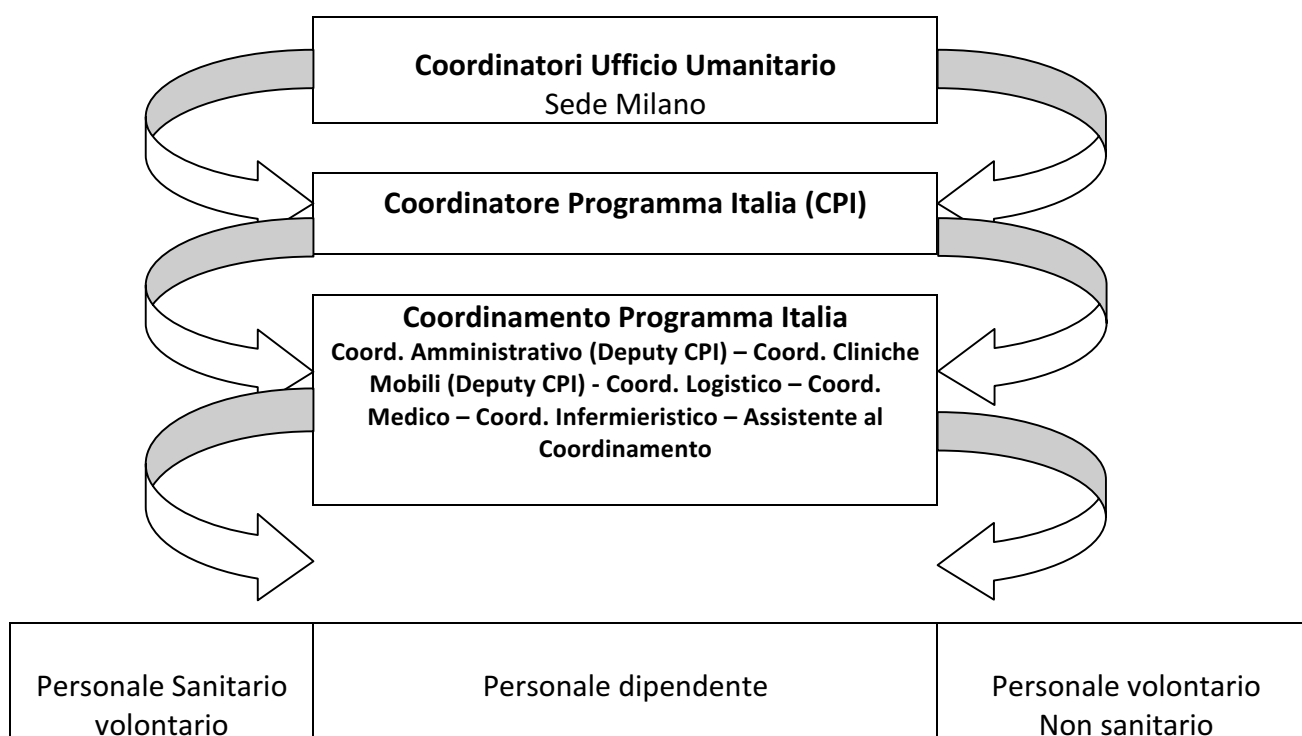 Coordinatori Ufficio Umanitario
Sede Milano
Coordinatore Programma Italia (CPI)
Coordinamento Programma Italia
Coord. Amministrativo (Deputy CPI) – Coord. Cliniche
Mobili (Deputy CPI) - Coord. Logistico – Coord.
Medico – Coord. Infermieristico – Assistente al
Coordinamento
Personale Sanitario
volontario
Personale dipendente
Personale volontario
Non sanitario